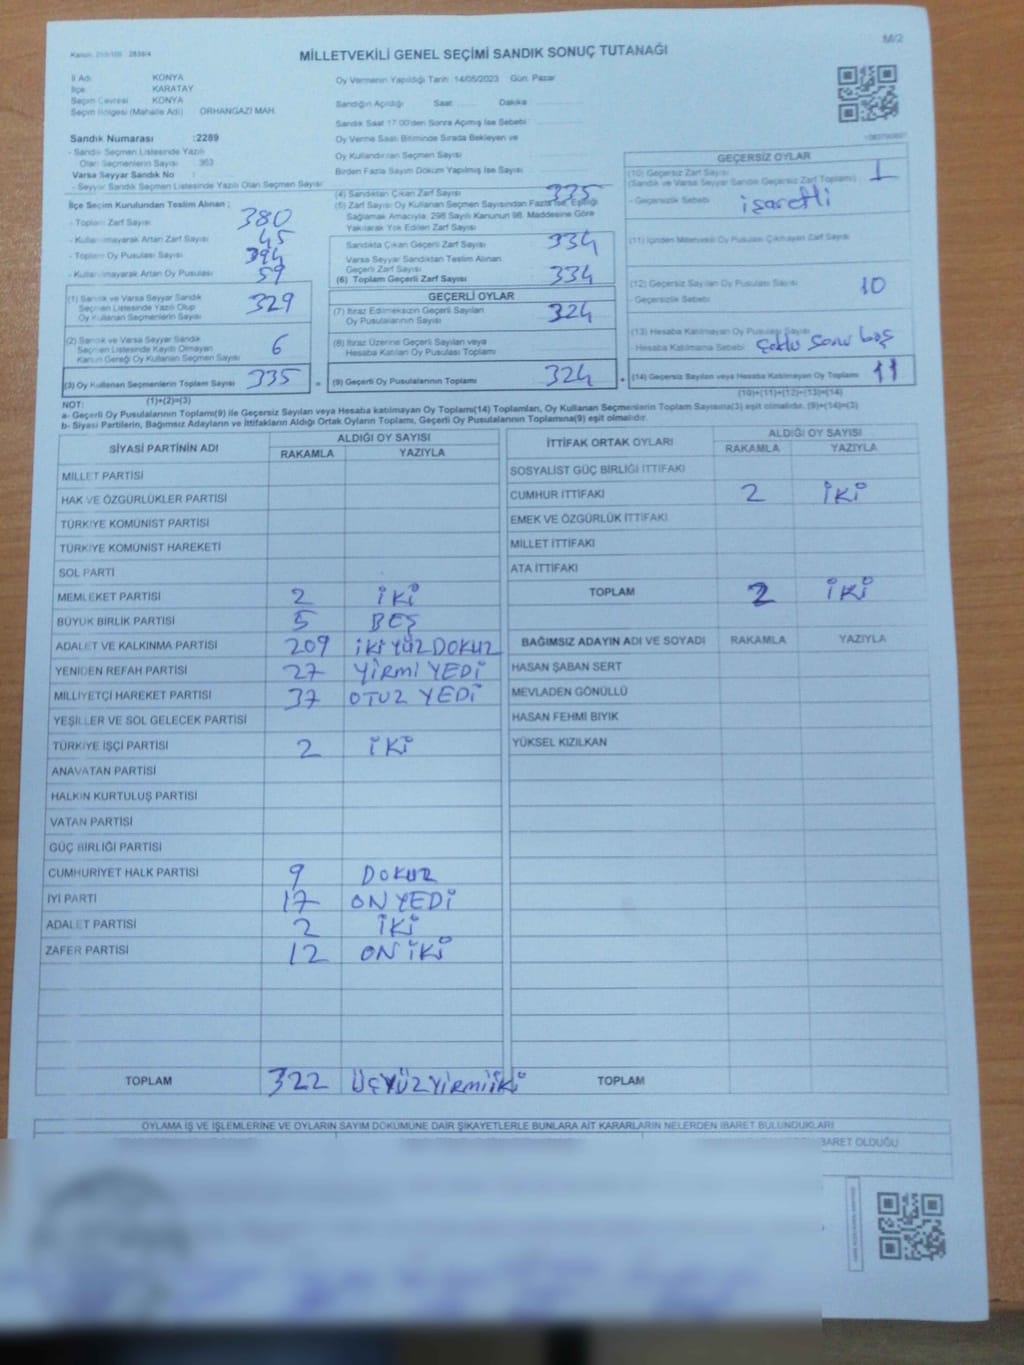 Kanun: 298/105 2839/4
M/2
MİLLETVEKİLİ GENEL SEÇİMİ SANDIK SONUÇ TUTANAĞI
İl Adı KONYA
İlçe KARATAY
Seçim Çevresi KONYA
Seçim Bölgesi (Mahalle Adı) ORHANGAZI MAH.
Sandık Numarası :2289
- Sandık Seçmen Listesinde Yazılı
Olan Seçmenlerin Sayısı 363
Varsa Seyyar Sandık No :
- Seyyar Sandık Seçmen Listesinde Yazılı Olan Seçmen Sayısı
İlçe Seçim Kurulundan Teslim Alınan ;
- Toplam Zarf Sayısı 380
- Kullanılmayarak Artan Zarf Sayısı 45
- Toplam Oy Pusulası Sayısı 394
- Kullanılmayarak Artan Oy Pusulası 59
(1) Sandık ve Varsa Seyyar Sandık
Seçmen Listesinde Yazılı Olup
Oy Kullanan Seçmenlerin Sayısı 329
(2) Sandık ve Varsa Seyyar Sandık
Seçmen Listesinde Kayıtlı Olmayan
Kanun Gereği Oy Kullanan Seçmen Sayısı 6
(3) Oy Kullanan Seçmenlerin Toplam Sayısı 335
(1)+(2)=(3)
Oy Vermenin Yapıldığı Tarih :14/05/2023 Gün: Pazar
Sandığın Açıldığı Saat Dakika
Sandık Saat 17:00'den Sonra Açımış İse Sebebi :
Oy Verme Saati Bitiminde Sırada Bekleyen ve
Oy Kullandırılan Seçmen Sayısı
Birden Fazla Sayım Döküm Yapılmış İse Sayısı
(4) Sandıktan Çıkan Zarf Sayısı 335
(5) Zarf Sayısı Oy Kullanan Seçmen Sayısından Fazla ise, Eşitliği
Sağlamak Amacıyla; 298 Sayılı Kanunun 98. Maddesine Göre
Yakılarak Yok Edilen Zarf Sayısı
Sandıkta Çıkan Geçerli Zarf Sayısı 334
Varsa Seyyar Sandıktan Teslim Alınan
Geçerli Zarf Sayısı
(6) Toplam Geçerli Zarf Sayısı 334
GEÇERLİ OYLAR
(7) İtiraz Edilmeksizin Geçerli Sayılan
Oy Pusulalarının Sayısı 324
(8) İtiraz Üzerine Geçerli Sayılan veya
Hesaba Katılan Oy Pusulası Toplamı
(9) Geçerli Oy Pusulalarının Toplamı 324
GEÇERSİZ OYLAR
(10) Geçersiz Zarf Sayısı
(Sandık ve Varsa Seyyar Sandık Geçersiz Zarf Toplamı) 1
- Geçersizlik Sebebi işaretli
(11) İçinden Milletvekili Oy Pusulası Çıkmayan Zarf Sayısı
(12) Geçersiz Sayılan Oy Pusulası Sayısı 10
- Geçersizlik Sebebi
(13) Hesaba Katılmayan Oy Pusulası Sayısı
- Hesaba Katılmama Sebebi boş
(14) Geçersiz Sayılan veya Hesaba Katılmayan Oy Toplamı 11
(10)+(11)+(12)+(13)=(14)
NOT:
a- Geçerli Oy Pusulalarının Toplamı(9) ile Geçersiz Sayılan veya Hesaba katılmayan Oy Toplamı(14) Toplamları, Oy Kullanan Seçmenlerin Toplam Sayısına(3) eşit olmalıdır. (9)+(14)=(3)
b- Siyasi Partilerin, Bağımsız Adayların ve İttifakların Aldığı Ortak Oyların Toplamı, Geçerli Oy Pusulalarının Toplamına(9) eşit olmalıdır.
SİYASİ PARTİNİN ADI ALDIĞI OY SAYISI
RAKAMLA YAZIYLA
MİLLET PARTİSİ
HAK VE ÖZGÜRLÜKLER PARTİSİ
TÜRKİYE KOMÜNİST PARTİSİ
TÜRKİYE KOMÜNİST HAREKETİ
SOL PARTİ
MEMLEKET PARTİSİ 2 İKİ
BÜYÜK BİRLİK PARTİSİ 5 BEŞ
ADALET VE KALKINMA PARTİSİ 209 İKİYÜZDOKUZ
YENİDEN REFAH PARTİSİ 27 YİRMİ YEDİ
MİLLİYETÇİ HAREKET PARTİSİ 37 OTUZ YEDİ
YEŞİLLER VE SOL GELECEK PARTİSİ
TÜRKİYE İŞÇİ PARTİSİ 2 İKİ
ANAVATAN PARTİSİ
HALKIN KURTULUŞ PARTİSİ
VATAN PARTİSİ
GÜÇ BİRLİĞİ PARTİSİ
CUMHURİYET HALK PARTİSİ 9 DOKUZ
İYİ PARTİ 17 ON YEDİ
ADALET PARTİSİ 2 İKİ
ZAFER PARTİSİ 12 ON İKİ
TOPLAM 322 ÜÇYÜZYİRMİİKİ
İTTİFAK ORTAK OYLARI ALDIĞI OY SAYISI
RAKAMLA YAZIYLA
SOSYALİST GÜÇ BİRLİĞİ İTTİFAKI
CUMHUR İTTİFAKI 2 İKİ
EMEK VE ÖZGÜRLÜK İTTİFAKI
MİLLET İTTİFAKI
ATA İTTİFAKI
TOPLAM 2 İKİ
BAĞIMSIZ ADAYIN ADI VE SOYADI RAKAMLA YAZIYLA
HASAN ŞABAN SERT
MEVLADEN GÖNÜLLÜ
HASAN FEHMI BIYIK
YÜKSEL KIZILKAN
TOPLAM
OYLAMA İŞ VE İŞLEMLERİNE VE OYLARIN SAYIM DÖKÜMÜNE DAİR ŞİKAYETLERLE BUNLARA AİT KARARLARIN NELERDEN İBARET BULUNDUKLARI
BARET OLDUĞU